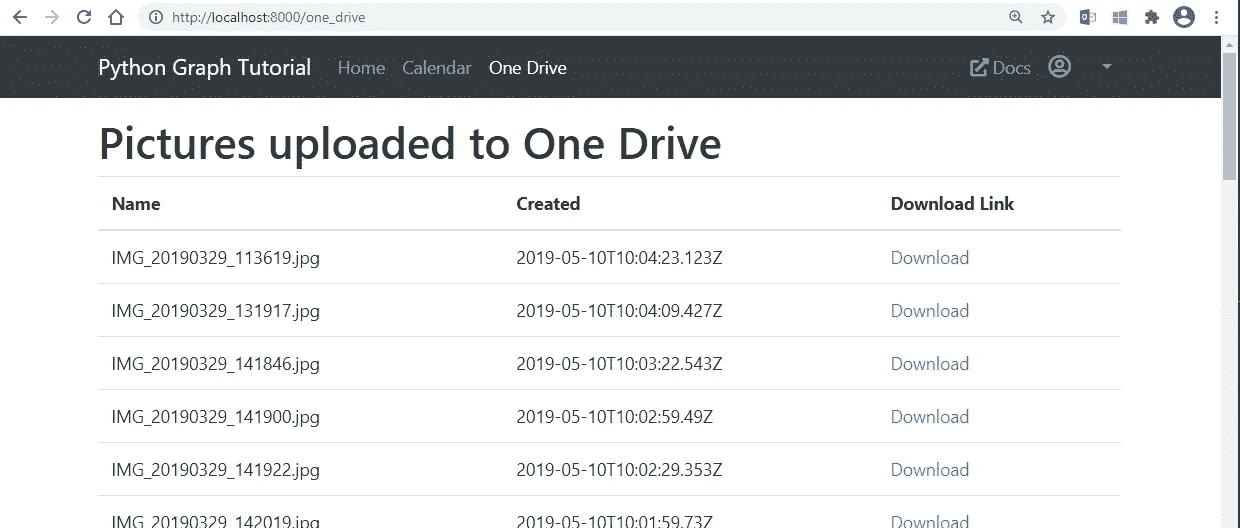 http://localhost:8000/one_drive
Python Graph Tutorial Home Calendar One Drive Docs
Pictures uploaded to One Drive
Name Created Download Link
IMG_20190329_113619.jpg 2019-05-10T10:04:23.123Z Download
IMG_20190329_131917.jpg 2019-05-10T10:04:09.427Z Download
IMG_20190329_141846.jpg 2019-05-10T10:03:22.543Z Download
IMG_20190329_141900.jpg 2019-05-10T10:02:59.49Z Download
IMG_20190329_141922.jpg 2019-05-10T10:02:29.353Z Download
IMG_20190329_142019.jpg 2019-05-10T10:01:59.73Z Download